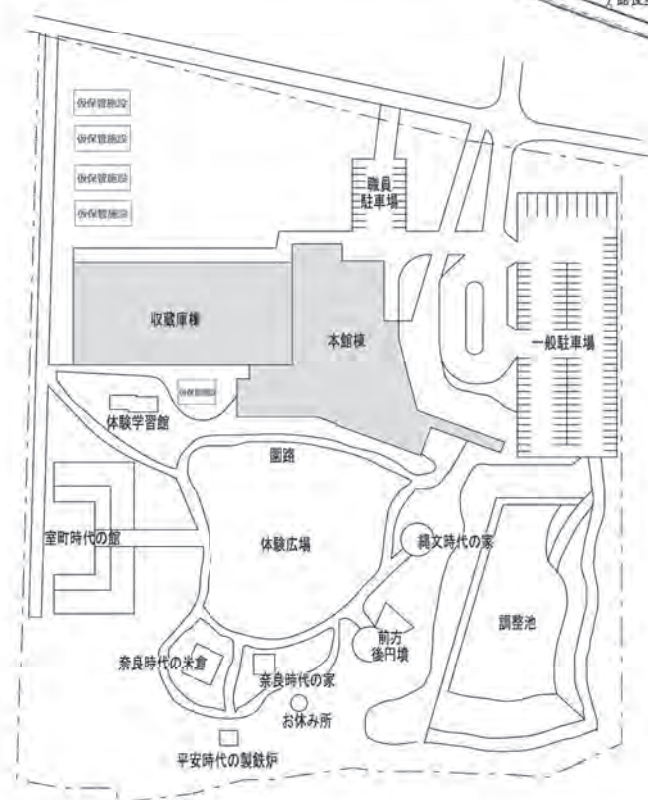 仮保管施設
仮保管施設
仮保管施設
仮保管施設
職員
駐車場
収蔵庫棟
本館棟
一般駐車場
仮保管施設
体験学習館
園路
室町時代の館
体験広場
縄文時代の家
調整池
前方
後円墳
奈良時代の米倉
奈良時代の家
お休み所
平安時代の製鉄炉